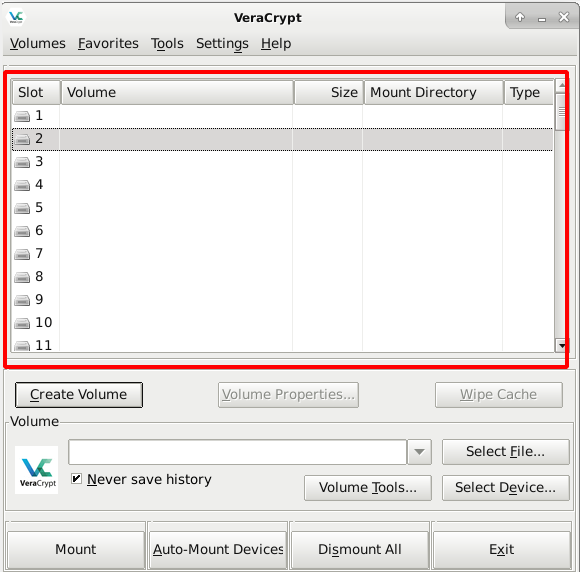 VeraCrypt
Volumes Favorites Tools Settings Help
Slot Volume Size Mount Directory Type
1
2
3
4
5
6
7
8
9
10
11
Create Volume Volume Properties... Wipe Cache
Volume
Select File...
VeraCrypt
Never save history
Volume Tools... Select Device...
Mount Auto-Mount Devices Dismount All Exit